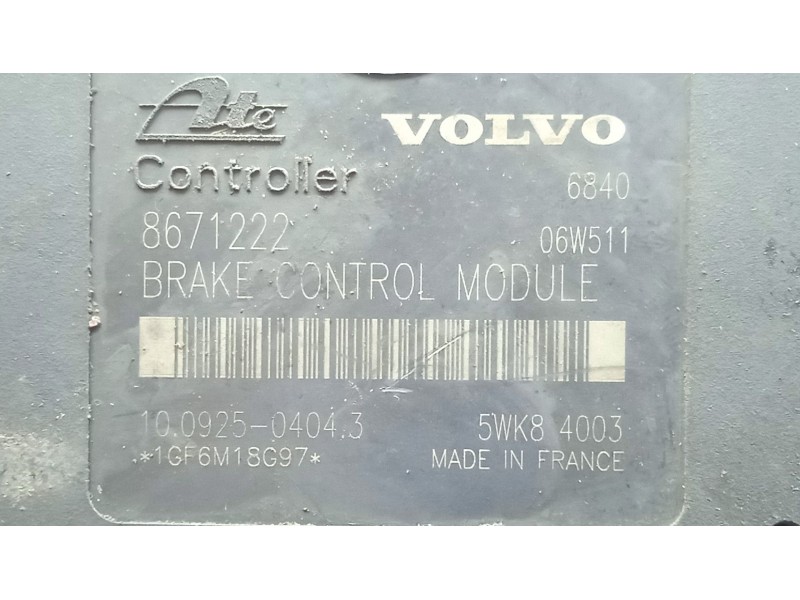 Ate VOLVO
Controller 6840
8671222 06W511
BRAKE CONTROL MODULE
10.0925-0404.3 5WK8 4003
*1GF6M18G97* MADE IN FRANCE